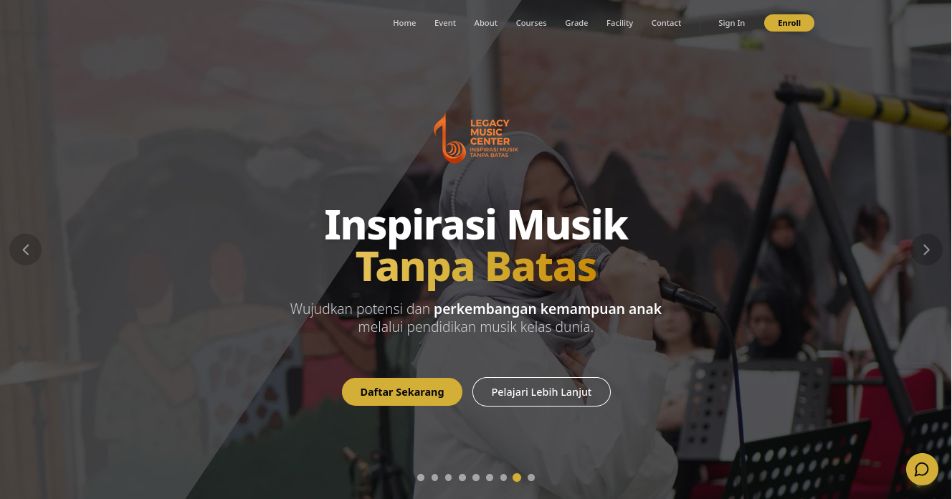 Home Event About Courses Grade Facility Contact Sign In Enroll
LEGACY
MUSIC
CENTER
INSPIRASI MUSIK
TANPA BATAS
Inspirasi Musik
Tanpa Batas
Wujudkan potensi dan perkembangan kemampuan anak
melalui pendidikan musik kelas dunia.
Daftar Sekarang Pelajari Lebih Lanjut